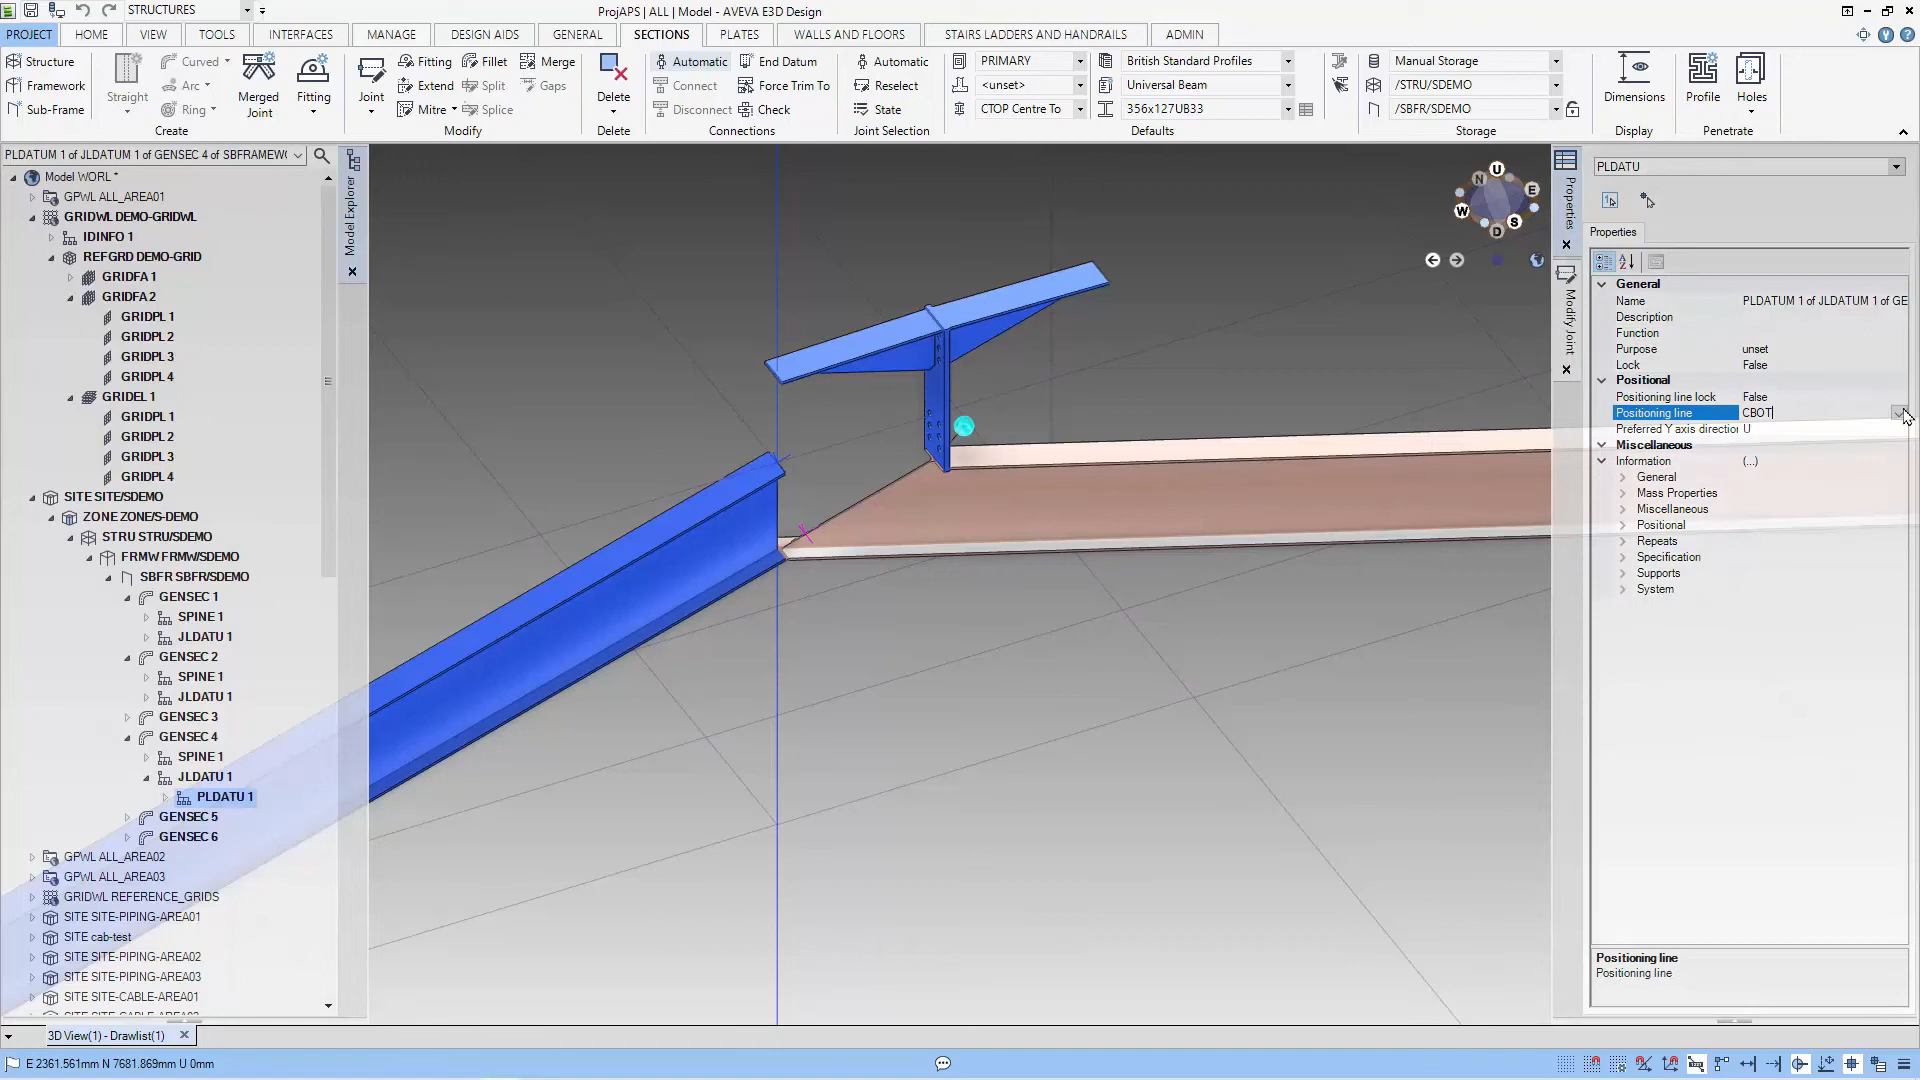 STRUCTURES
ProjAPS | ALL | Model - AVEVA E3D Design
PROJECT HOME VIEW TOOLS INTERFACES MANAGE DESIGN AIDS GENERAL SECTIONS PLATES WALLS AND FLOORS STAIRS LADDERS AND HANDRAILS ADMIN
Structure
Framework
Sub-Frame
Straight
Curved
Arc
Ring
Merged Joint
Fitting
Create
Joint
Fitting
Extend
Mitre
Fillet
Split
Splice
Merge
Gaps
Modify
Delete
Delete
Automatic
Connect
Disconnect
End Datum
Force Trim To
Check
Connections
Automatic
Reselect
State
Joint Selection
PRIMARY
<unset>
CTOP Centre To
British Standard Profiles
Universal Beam
356x127UB33
Defaults
Manual Storage
/STRU/SDEMO
/SBFR/SDEMO
Storage
Dimensions
Display
Profile
Holes
Penetrate
PLDATUM 1 of JLDATUM 1 of GENSEC 4 of SBFRAMEWO
Model WORL *
GPWL ALL_AREA01
GRIDWL DEMO-GRIDWL
IDINFO 1
REFGRD DEMO-GRID
GRIDFA 1
GRIDFA 2
GRIDPL 1
GRIDPL 2
GRIDPL 3
GRIDPL 4
GRIDEL 1
GRIDPL 1
GRIDPL 2
GRIDPL 3
GRIDPL 4
SITE SITE/SDEMO
ZONE ZONE/S-DEMO
STRU STRU/SDEMO
FRMW FRMW/SDEMO
SBFR SBFR/SDEMO
GENSEC 1
SPINE 1
JLDATU 1
GENSEC 2
SPINE 1
JLDATU 1
GENSEC 3
GENSEC 4
SPINE 1
JLDATU 1
PLDATU 1
GENSEC 5
GENSEC 6
GPWL ALL_AREA02
GPWL ALL_AREA03
GRIDWL REFERENCE_GRIDS
SITE SITE-PIPING-AREA01
SITE cab-test
SITE SITE-PIPING-AREA02
SITE SITE-PIPING-AREA03
SITE SITE-CABLE-AREA01
Model Explorer
N U E W S D
Properties
Modify Joint
PLDATU
Properties
General
Name PLDATUM 1 of JLDATUM 1 of GE
Description
Function
Purpose unset
Lock False
Positional
Positioning line lock False
Positioning line CBOT
Preferred Y axis direction U
Miscellaneous
Information (...)
General
Mass Properties
Miscellaneous
Positional
Repeats
Specification
Supports
System
Positioning line
Positioning line
3D View(1) - Drawlist(1)
E 2361.561mm N 7681.869mm U 0mm